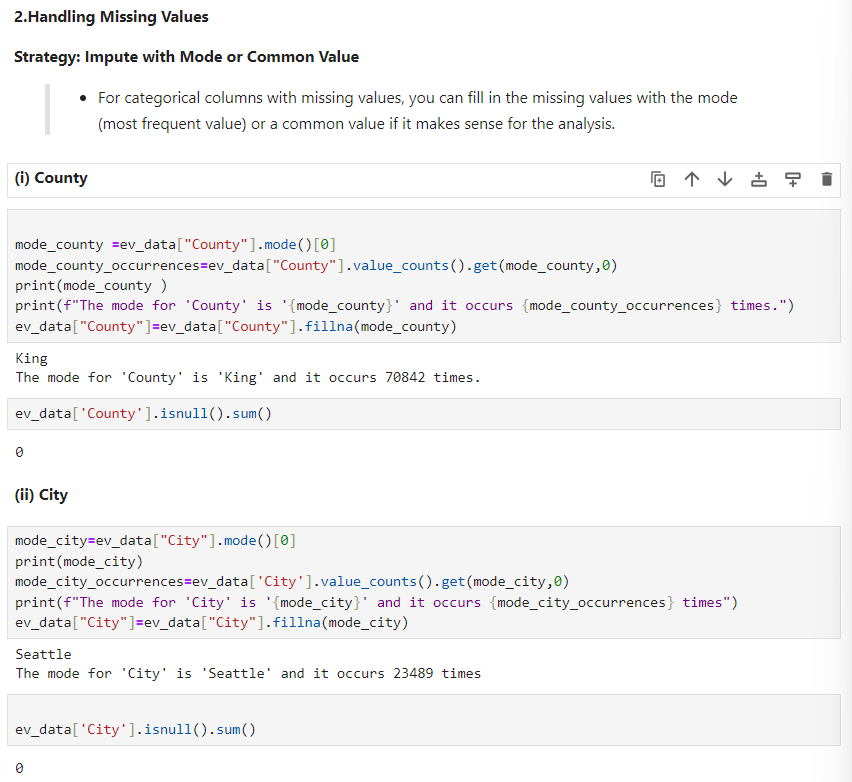 2.Handling Missing Values
Strategy: Impute with Mode or Common Value
• For categorical columns with missing values, you can fill in the missing values with the mode
(most frequent value) or a common value if it makes sense for the analysis.
(i) County
mode_county =ev_data["County"].mode()[0]
mode_county_occurrences=ev_data["County"].value_counts().get(mode_county,0)
print(mode_county )
print(f"The mode for 'County' is '{mode_county}' and it occurs {mode_county_occurrences} times.")
ev_data["County"]=ev_data["County"].fillna(mode_county)
King
The mode for 'County' is 'King' and it occurs 70842 times.
ev_data['County'].isnull().sum()
0
(ii) City
mode_city=ev_data["City"].mode()[0]
print(mode_city)
mode_city_occurrences=ev_data['City'].value_counts().get(mode_city,0)
print(f"The mode for 'City' is '{mode_city}' and it occurs {mode_city_occurrences} times")
ev_data["City"]=ev_data["City"].fillna(mode_city)
Seattle
The mode for 'City' is 'Seattle' and it occurs 23489 times
ev_data['City'].isnull().sum()
0